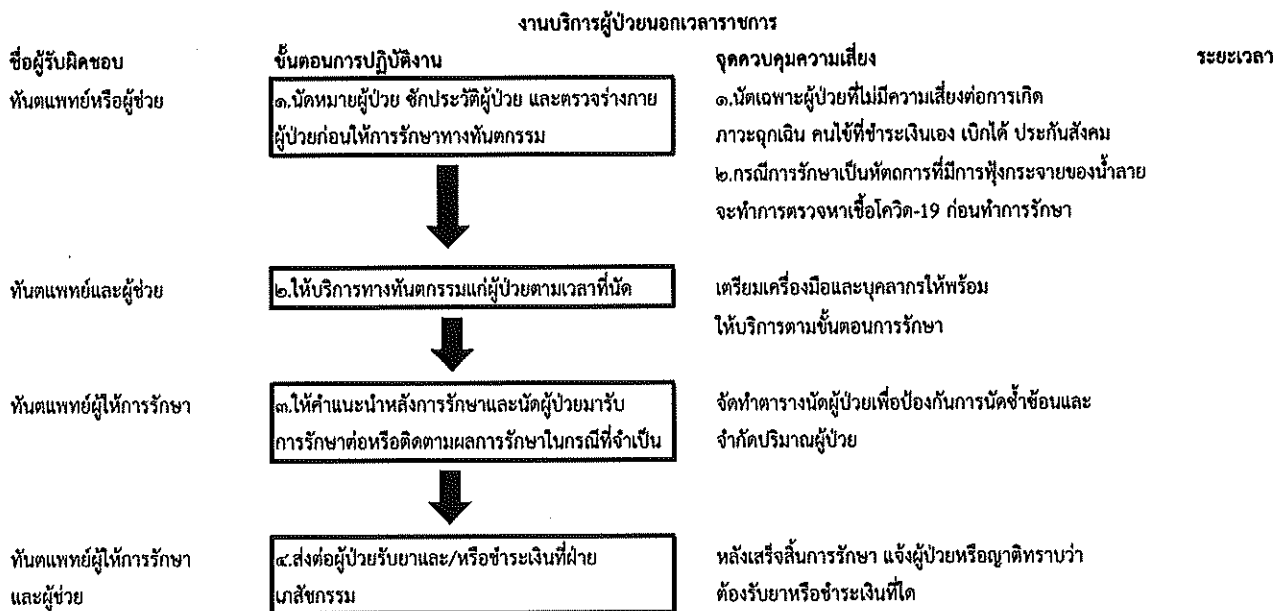 งานบริการผู้ป่วยนอกเวลาราชการ
ชื่อผู้รับผิดชอบ ขั้นตอนการปฏิบัติงาน จุดควบคุมความเสี่ยง ระยะเวลา
ทันตแพทย์หรือผู้ช่วย
๑.นัดหมายผู้ป่วย ซักประวัติผู้ป่วย และตรวจร่างกาย
ผู้ป่วยก่อนให้การรักษาทางทันตกรรม
๑.นัดเฉพาะผู้ป่วยที่ไม่มีความเสี่ยงต่อการเกิด
ภาวะฉุกเฉิน คนไข้ที่ชำระเงินเอง เบิกได้ ประกันสังคม
๒.กรณีการรักษาเป็นหัตถการที่มีการฟุ้งกระจายของน้ำลาย
จะทำการตรวจหาเชื้อโควิด-19 ก่อนทำการรักษา
ทันตแพทย์และผู้ช่วย
๒.ให้บริการทางทันตกรรมแก่ผู้ป่วยตามเวลาที่นัด
เตรียมเครื่องมือและบุคลากรให้พร้อม
ให้บริการตามขั้นตอนการรักษา
ทันตแพทย์ผู้ให้การรักษา
๓.ให้คำแนะนำหลังการรักษาและนัดผู้ป่วยมารับ
การรักษาต่อหรือติดตามผลการรักษาในกรณีที่จำเป็น
จัดทำตารางนัดผู้ป่วยเพื่อป้องกันการนัดซ้ำซ้อนและ
จำกัดปริมาณผู้ป่วย
ทันตแพทย์ผู้ให้การรักษา
และผู้ช่วย
๔.ส่งต่อผู้ป่วยรับยาและ/หรือชำระเงินที่ฝ่าย
เภสัชกรรม
หลังเสร็จสิ้นการรักษา แจ้งผู้ป่วยหรือญาติทราบว่า
ต้องรับยาหรือชำระเงินที่ใด